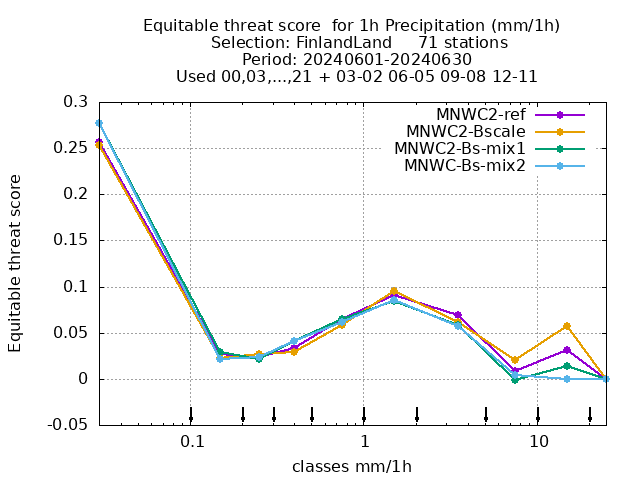 Equitable threat score  for 1h Precipitation (mm/1h)
Selection: FinlandLand     71 stations
Period: 20240601-20240630
Used 00,03,...,21 + 03-02 06-05 09-08 12-11
MNWC2-ref
MNWC2-Bscale
MNWC2-Bs-mix1
MNWC-Bs-mix2
Equitable threat score
0.3
0.25
0.2
0.15
0.1
0.05
0
-0.05
0.1
1
10
classes mm/1h